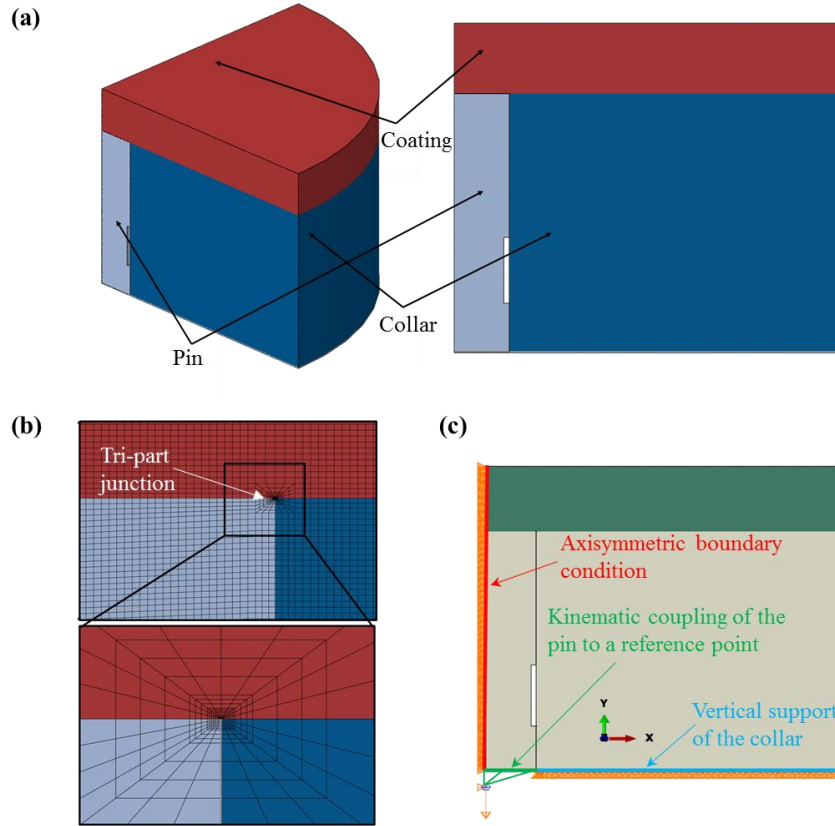 (a)
Coating
Collar
Pin
(b)
Tri-part
junction
(c)
Axisymmetric boundary
condition
Kinematic coupling of the
pin to a reference point
Y
X
Vertical support
of the collar